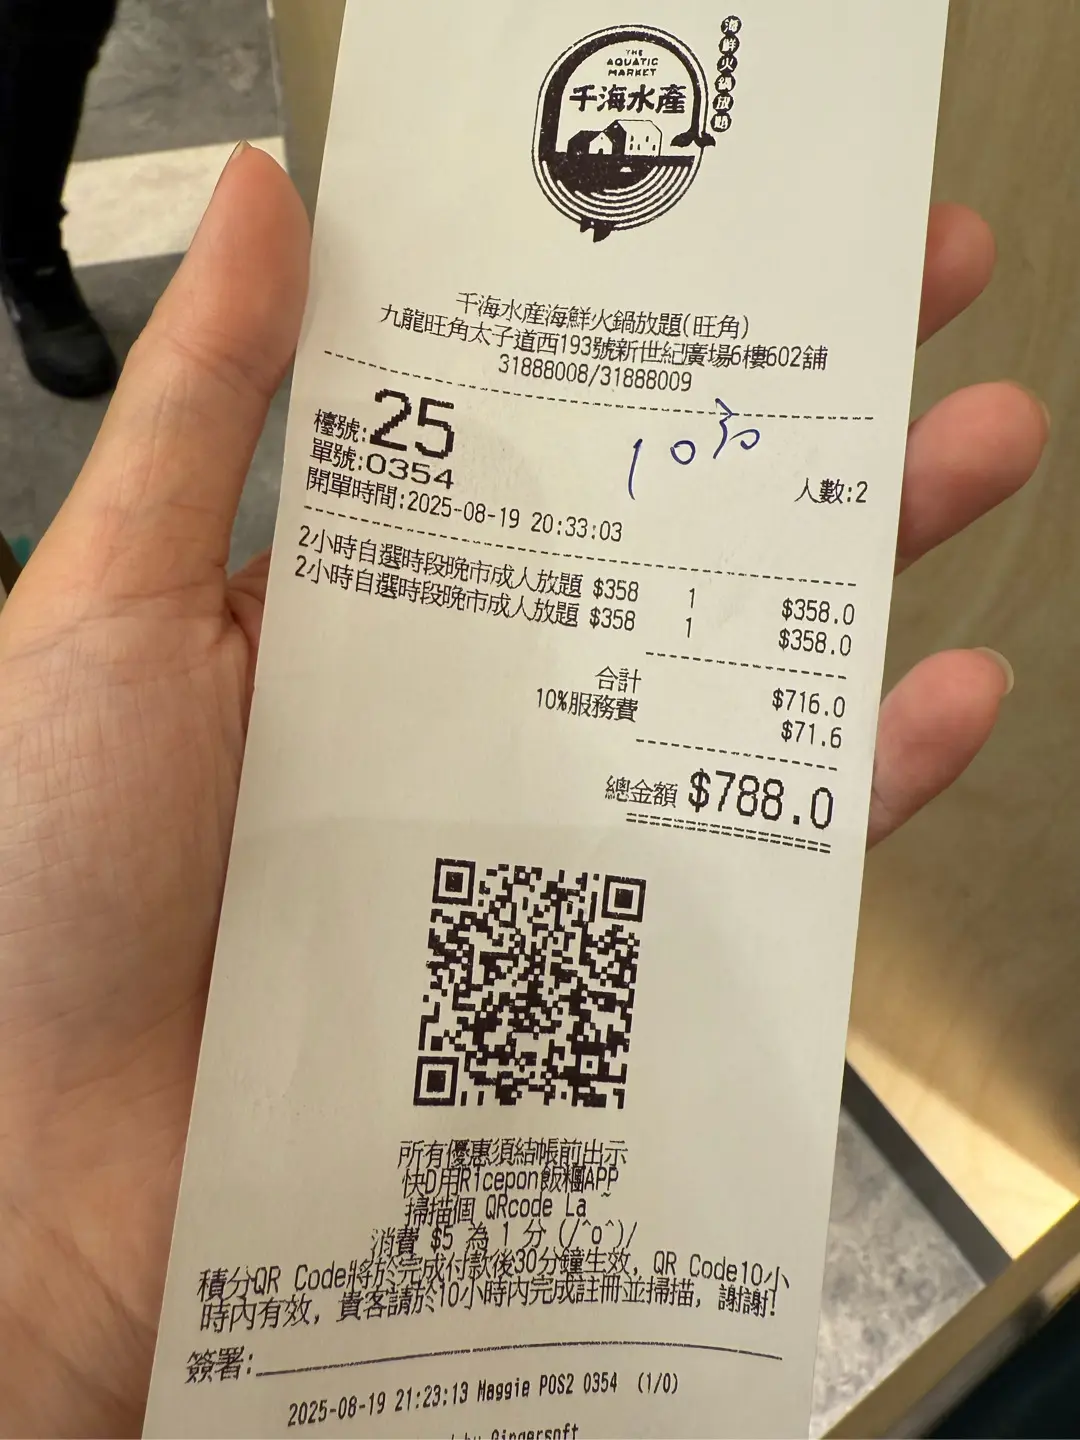 THE
AQUATIC
MARKET
千海水產
海鮮火鍋放題
千海水產海鮮火鍋放題(旺角)
九龍旺角太子道西193號新世紀廣場6樓602舖
31888008/31888009
檯號:25
10 30
單號:0354
人數:2
開單時間:2025-08-19 20:33:03
2小時自選時段晚市成人放題 $358 1 $358.0
2小時自選時段晚市成人放題 $358 1 $358.0
合計 $716.0
10%服務費 $71.6
總金額 $788.0
所有優惠須結帳前出示
快D用Ricepon飯糰APP
掃描個 QRcode La ~
消費 $5 為 1 分 (/^o^)/
積分QR Code將於完成付款後30分鐘生效, QR Code10小
時內有效, 貴客請於10小時內完成註冊並掃描, 謝謝!
簽署:
2025-08-19 21:23:13 Maggie POS2 0354 (1/0)
by Gingersoft